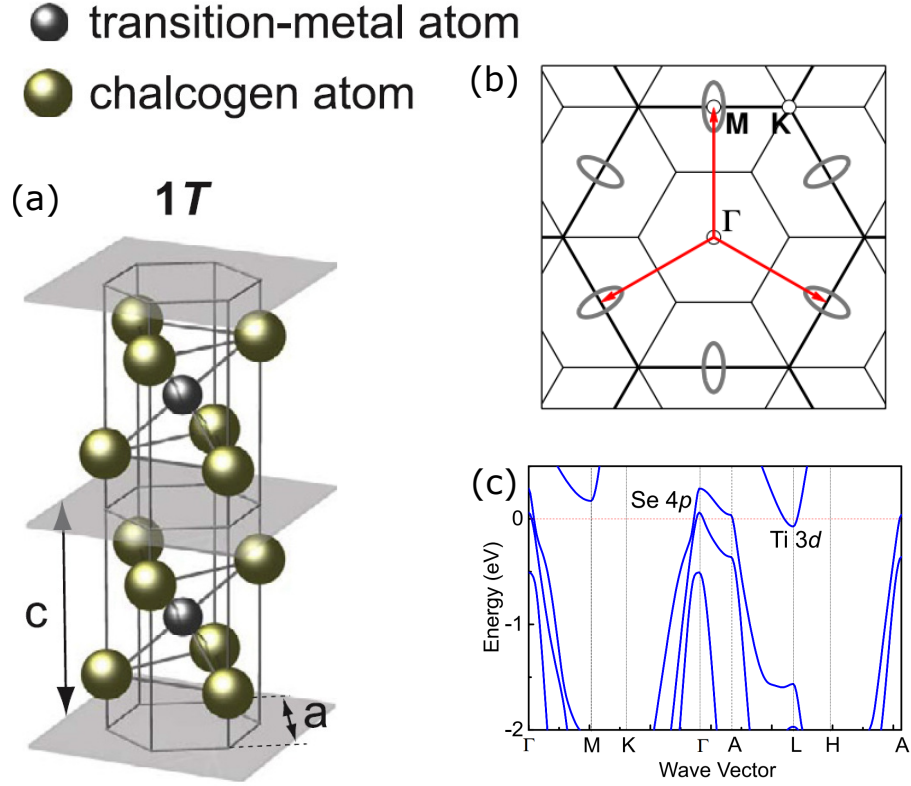 transition-metal atom
chalcogen atom
(a)
1T
c
a
(b)
M
K
Γ
(c)
Se 4p
Ti 3d
Energy (eV)
0
-1
-2
Γ M K Γ A L H A
Wave Vector